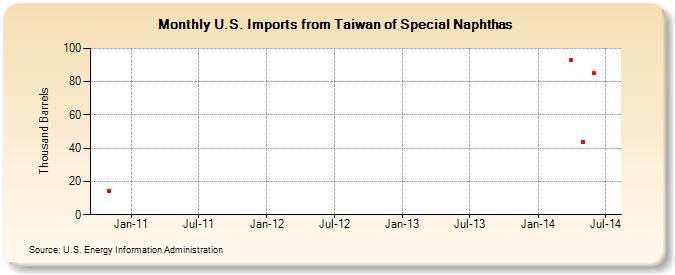 Monthly U.S. Imports from Taiwan of Special Naphthas
Thousand Barrels
100
80
60
40
20
0
Jan-11 Jul-11 Jan-12 Jul-12 Jan-13 Jul-13 Jan-14 Jul-14
Source: U.S. Energy Information Administration